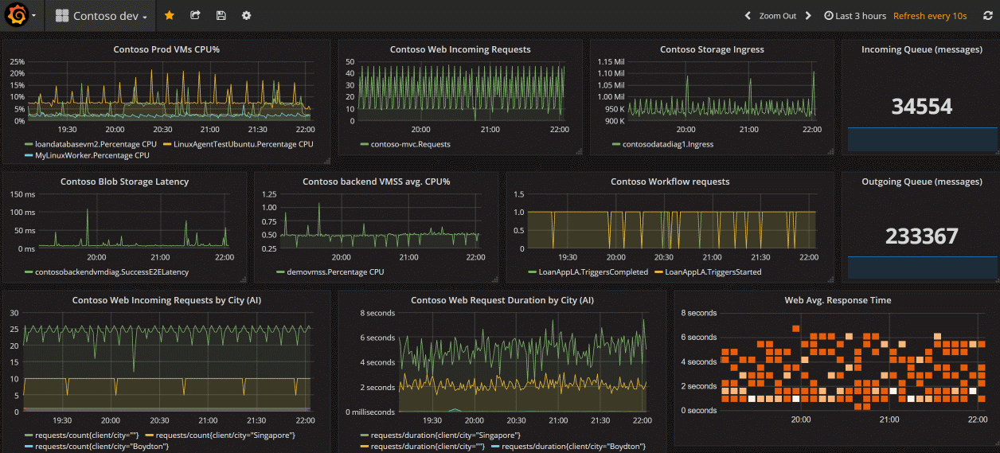 Contoso dev
Zoom Out
Last 3 hours
Refresh every 10s
Contoso Prod VMs CPU%
25%
20%
15%
10%
5%
0%
19:30 20:00 20:30 21:00 21:30 22:00
loandatabasevm2.Percentage CPU LinuxAgentTestUbuntu.Percentage CPU
MyLinuxWorker.Percentage CPU
Contoso Web Incoming Requests
50
40
30
20
10
0
20:00 21:00 22:00
contoso-mvc.Requests
Contoso Storage Ingress
1.15 Mil
1.10 Mil
1.05 Mil
1.00 Mil
950 K
900 K
20:00 21:00 22:00
contosodatadiag1.Ingress
Incoming Queue (messages)
34554
Contoso Blob Storage Latency
150 ms
100 ms
50 ms
0 ms
20:00 21:00 22:00
contosobackendvmdiag.SuccessE2ELatency
Contoso backend VMSS avg. CPU%
1.25
1.00
0.75
0.50
0.25
20:00 21:00 22:00
demovmss.Percentage CPU
Contoso Workflow requests
1.5
1.0
0.5
0
19:30 20:00 20:30 21:00 21:30 22:00
LoanAppLA.TriggersCompleted LoanAppLA.TriggersStarted
Outgoing Queue (messages)
233367
Contoso Web Incoming Requests by City (AI)
30
25
20
15
10
5
0
19:30 20:00 20:30 21:00 21:30 22:00
requests/count{client/city=""} requests/count{client/city="Singapore"}
requests/count{client/city="Boydton"}
Contoso Web Request Duration by City (AI)
8 seconds
6 seconds
4 seconds
2 seconds
0 milliseconds
19:30 20:00 20:30 21:00 21:30 22:00
requests/duration{client/city="Singapore"}
requests/duration{client/city=""} requests/duration{client/city="Boydton"}
Web Avg. Response Time
8 seconds
6 seconds
4 seconds
2 seconds
0 seconds
20:00 21:00 22:00